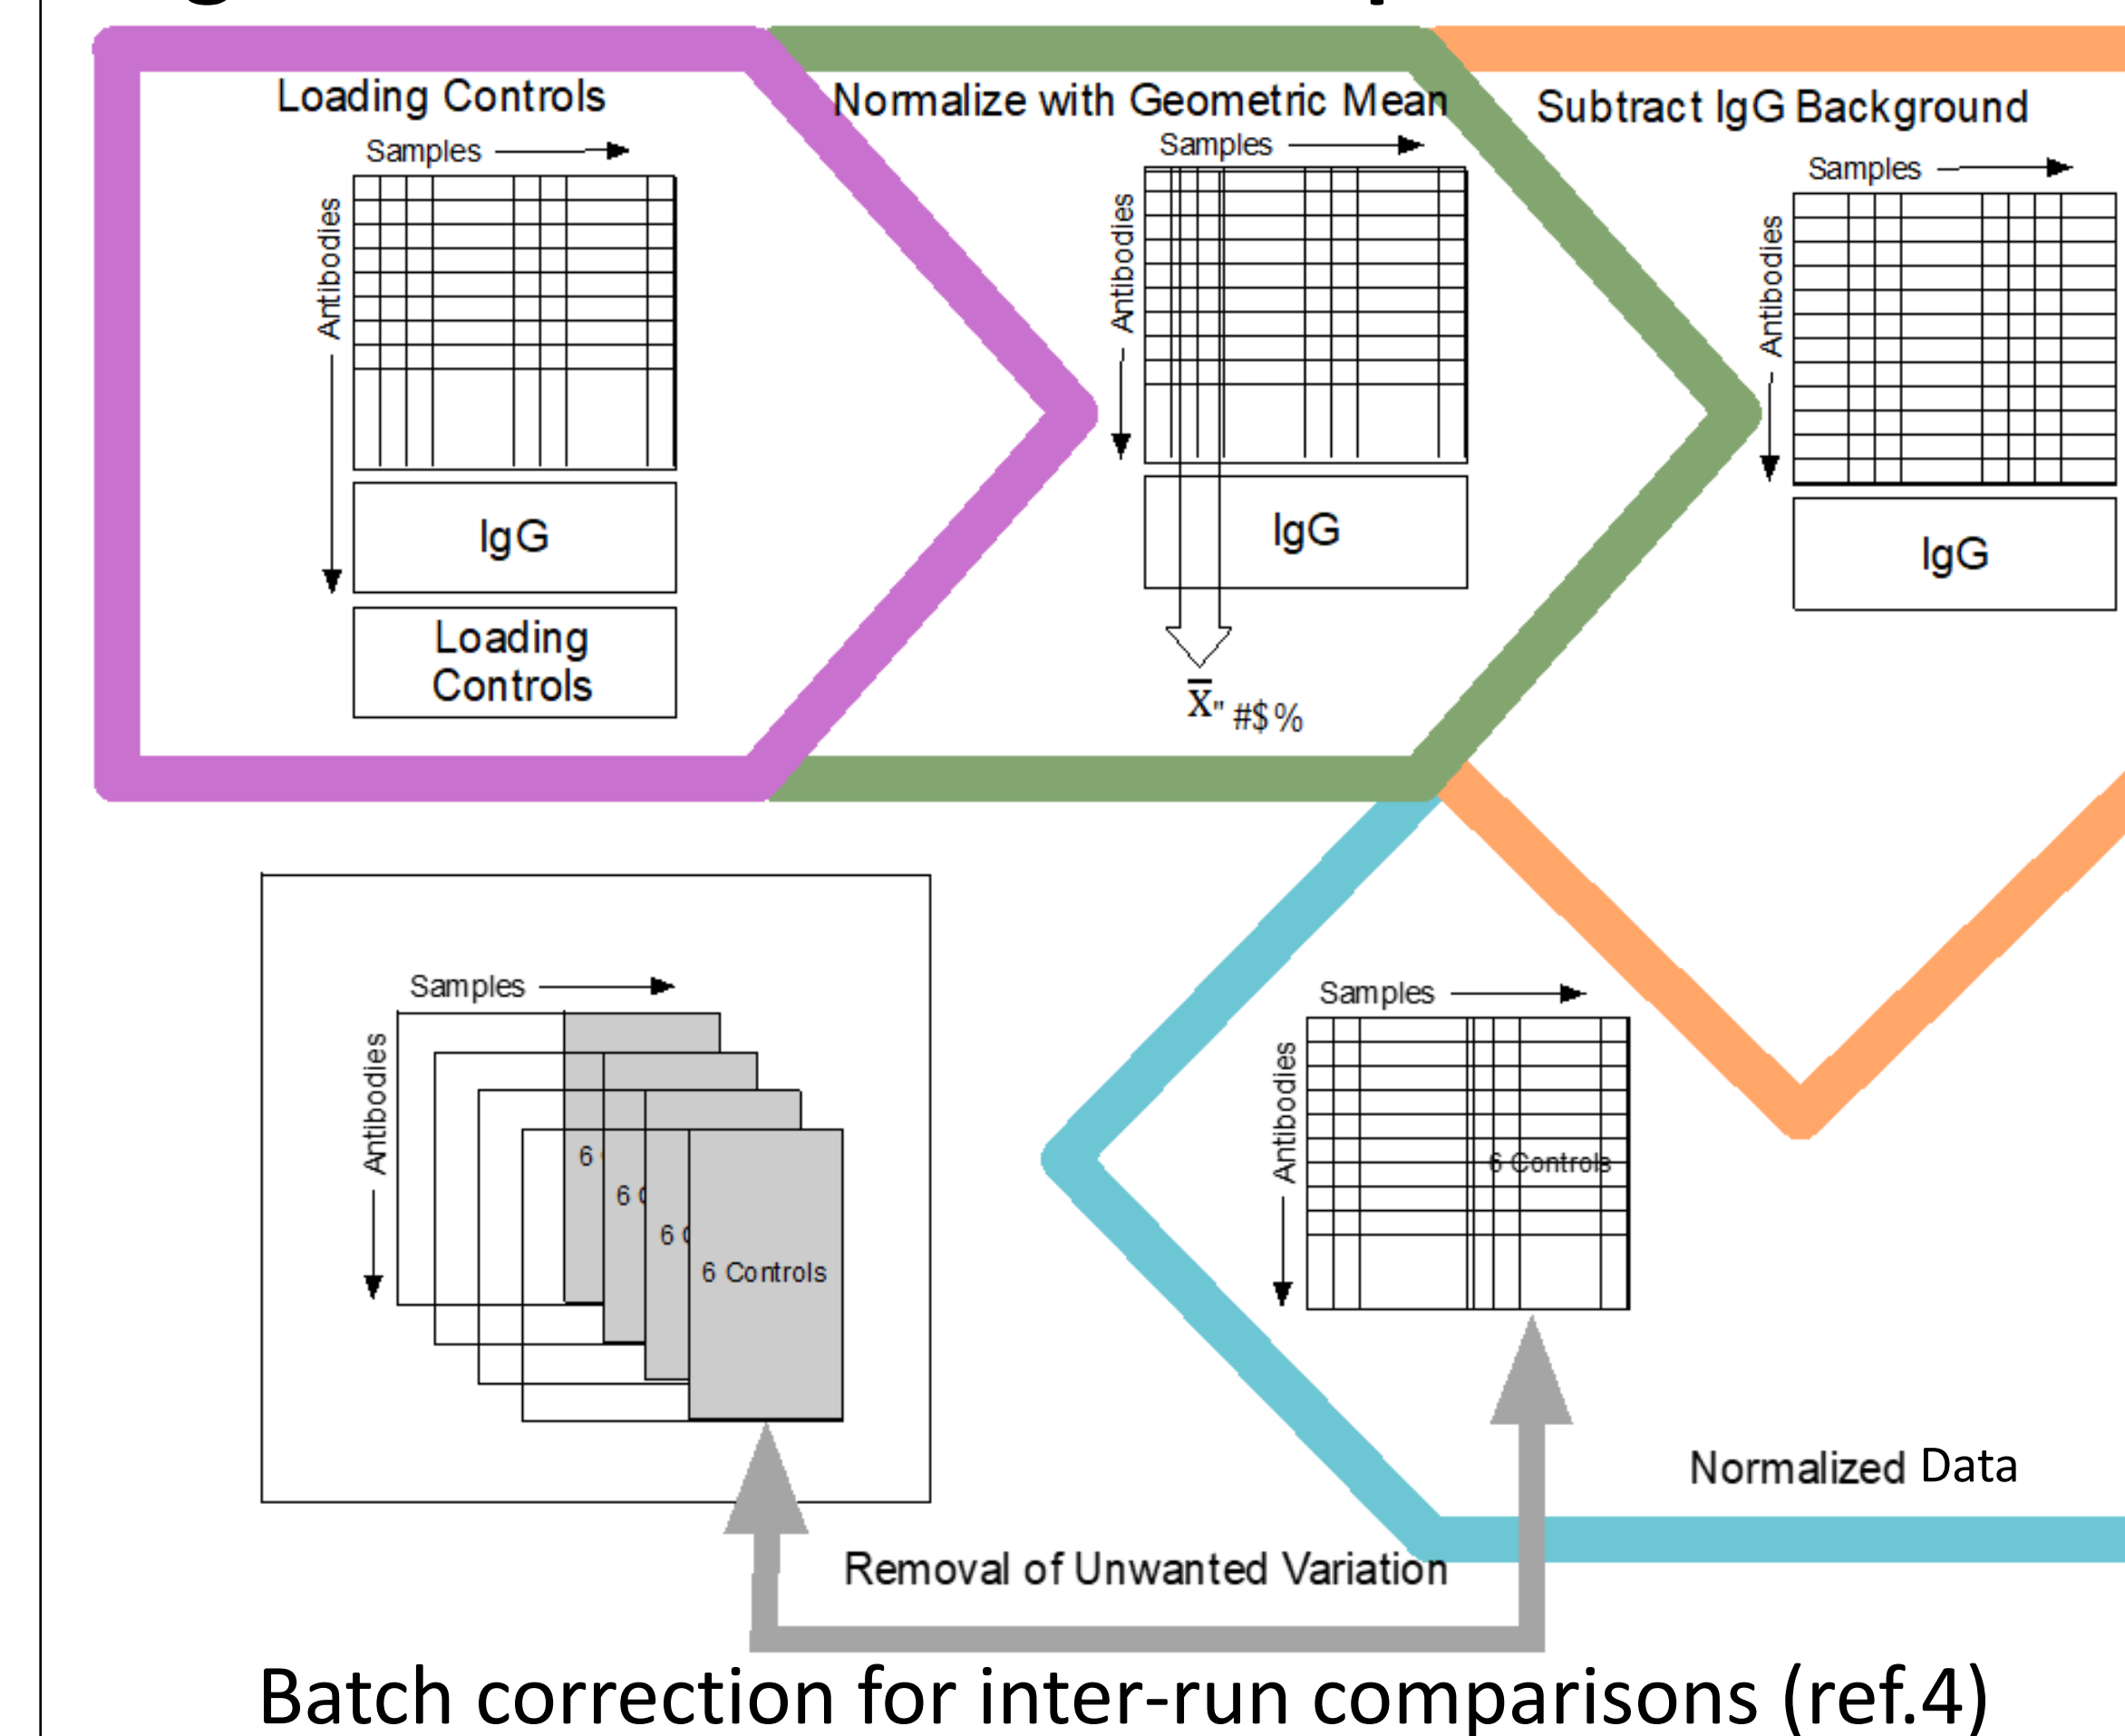 Loading Controls
Samples
Antibodies
IgG
Loading
Controls
Normalize with Geometric Mean
Samples
Antibodies
IgG
x̅" #$%
Subtract IgG Background
Samples
Antibodies
IgG
Samples
Antibodies
6
6
6
6 Controls
Samples
Antibodies
6 Controls
Normalized Data
Removal of Unwanted Variation
Batch correction for inter-run comparisons (ref.4)